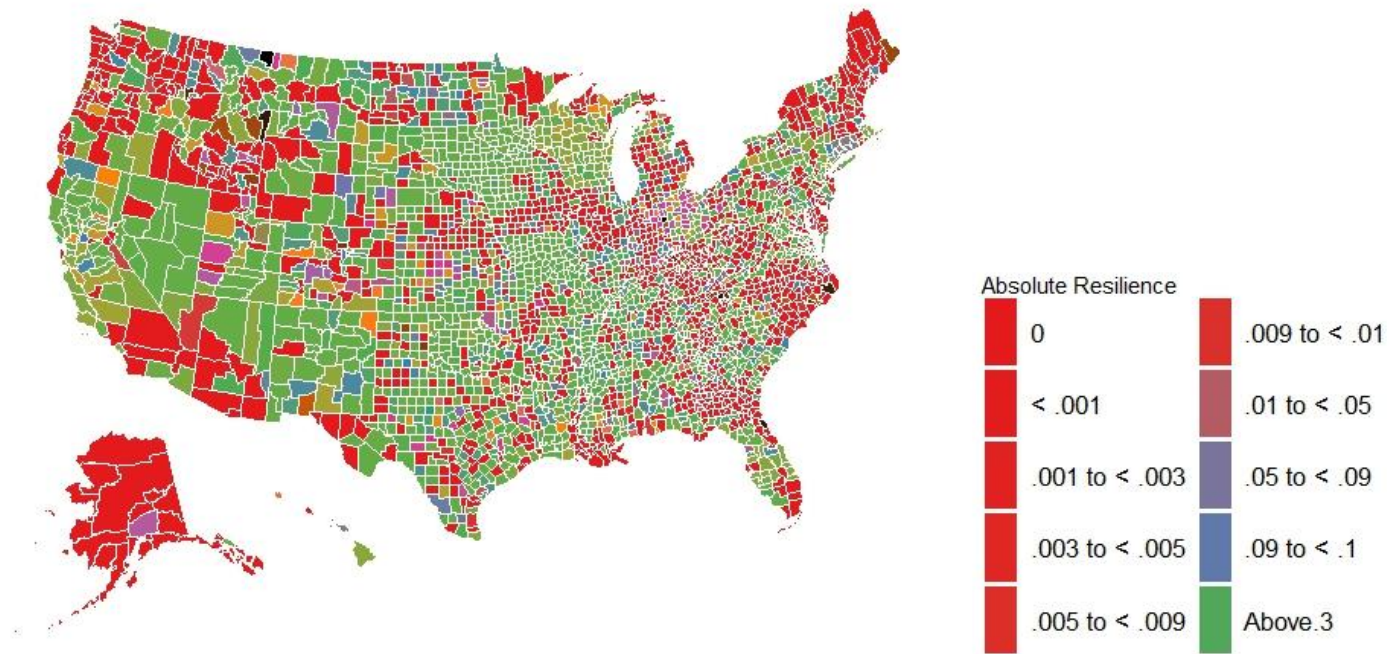 Absolute Resilience
0
< .001
.001 to < .003
.003 to < .005
.005 to < .009
.009 to < .01
.01 to < .05
.05 to < .09
.09 to < .1
Above.3